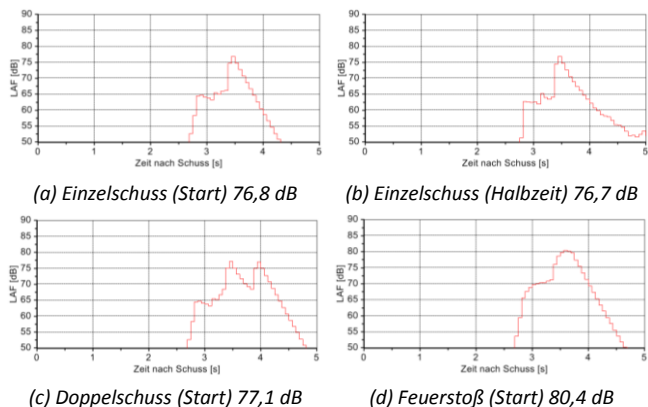 90
85
80
75
70
65
60
55
50
LAF [dB]
0 1 2 3 4 5
Zeit nach Schuss [s]
(a) Einzelschuss (Start) 76,8 dB
90
85
80
75
70
65
60
55
50
LAF [dB]
0 1 2 3 4 5
Zeit nach Schuss [s]
(b) Einzelschuss (Halbzeit) 76,7 dB
90
85
80
75
70
65
60
55
50
LAF [dB]
0 1 2 3 4 5
Zeit nach Schuss [s]
(c) Doppelschuss (Start) 77,1 dB
90
85
80
75
70
65
60
55
50
LAF [dB]
0 1 2 3 4 5
Zeit nach Schuss [s]
(d) Feuerstoß (Start) 80,4 dB